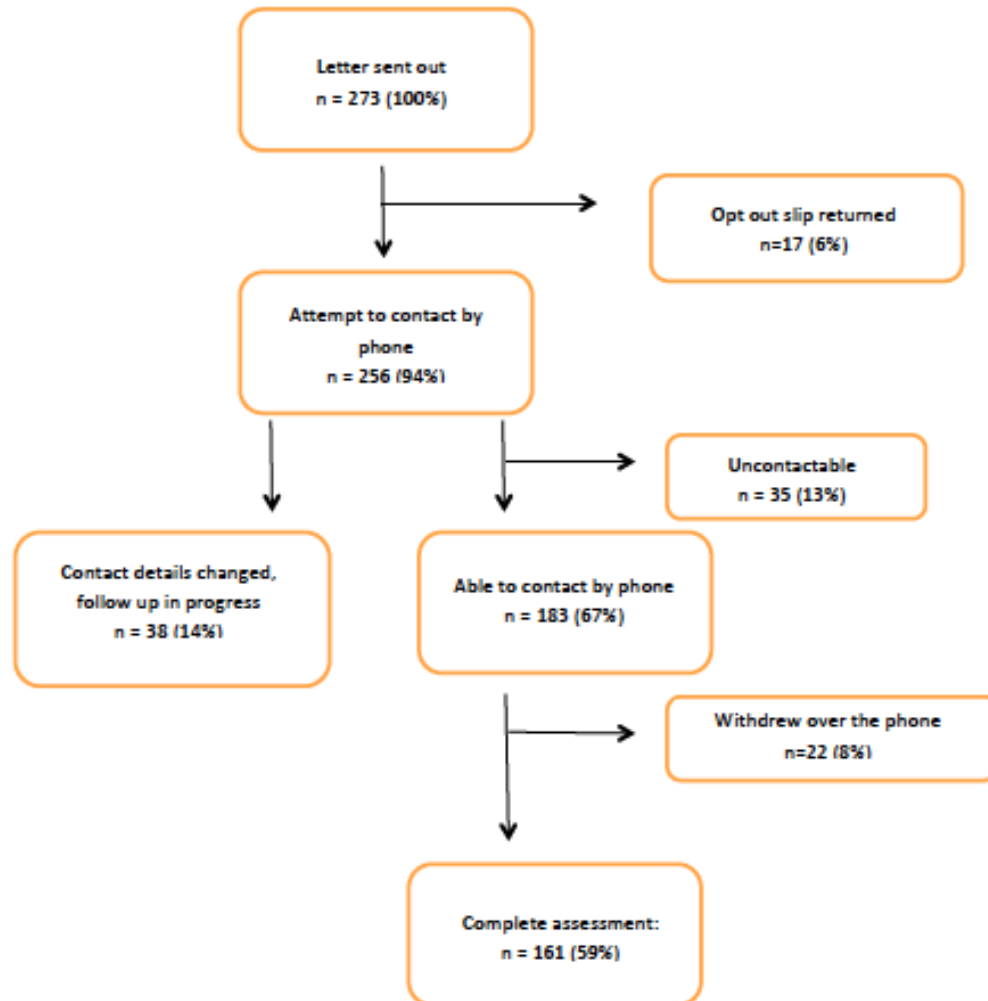 Letter sent out
n = 273 (100%)
Opt out slip returned
n=17 (6%)
Attempt to contact by
phone
n = 256 (94%)
Uncontactable
n = 35 (13%)
Contact details changed,
follow up in progress
n = 38 (14%)
Able to contact by phone
n = 183 (67%)
Withdrew over the phone
n=22 (8%)
Complete assessment:
n = 161 (59%)